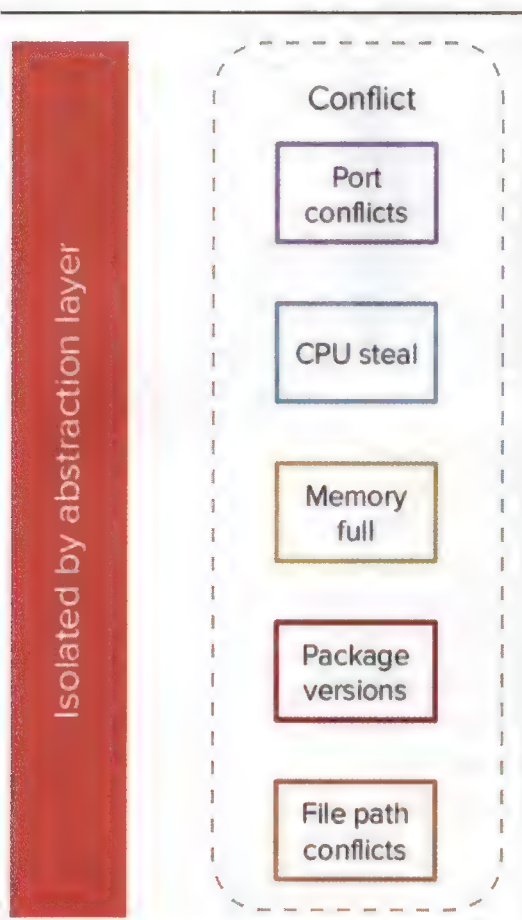 Isolated by abstraction layer
Conflict
Port
conflicts
CPU steal
Memory
full
Package
versions
File path
conflicts